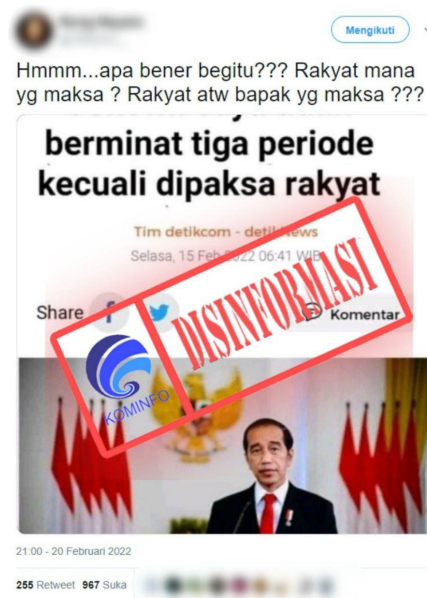 Mengikuti
Hmmm...apa bener begitu??? Rakyat mana
yg maksa ? Rakyat atw bapak yg maksa ???
berminat tiga periode
kecuali dipaksa rakyat
Tim detikcom - detikNews
Selasa, 15 Feb 2022 06:41 WIB
Share
Komentar
DISINFORMASI
KOMINFO
21:00 - 20 Februari 2022
255 Retweet 967 Suka